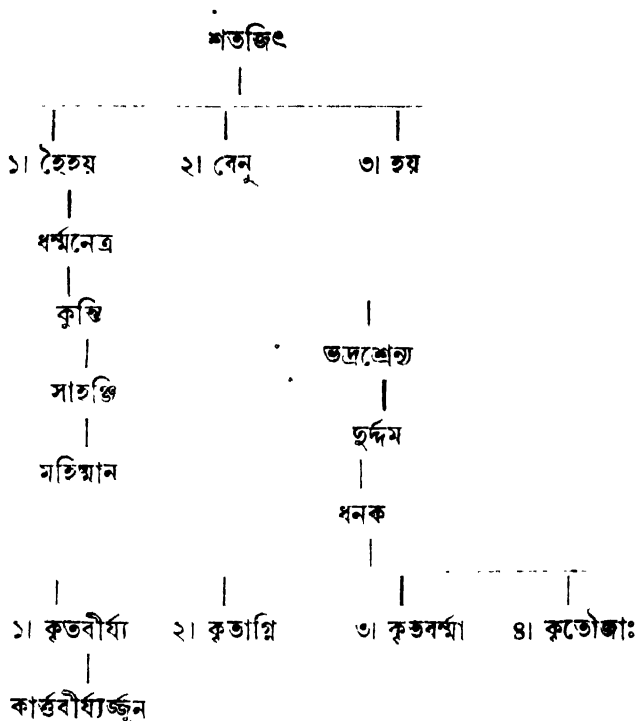 শতজিৎ
১। হৈহয় ২। বেনু ৩। হয়
ধর্ম্মনেত্র
কুন্তি
ভদ্রশ্রেন্য
সাহঞ্জি
দুর্দ্দম
মহিষ্মান
ধনক
১। কৃতবীর্য্য ২। কৃতাগ্নি ৩। কৃতবর্ম্মা ৪। কৃতৌজাঃ
কার্ত্তবীর্য্যর্জ্জুন